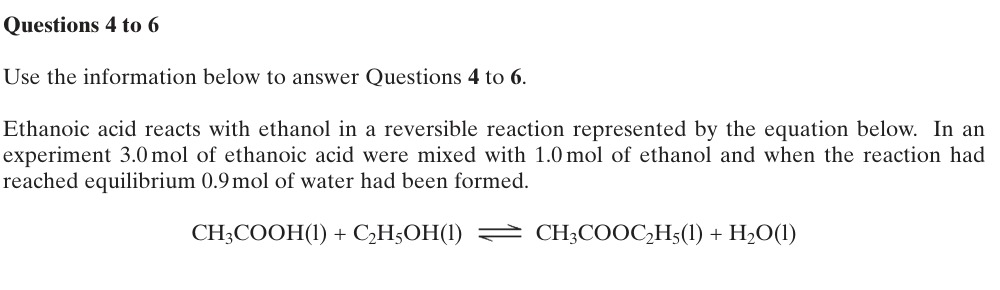 Questions 4 to 6
Use the information below to answer Questions 4 to 6.
Ethanoic acid reacts with ethanol in a reversible reaction represented by the equation below. In an
experiment 3.0 mol of ethanoic acid were mixed with 1.0 mol of ethanol and when the reaction had
reached equilibrium 0.9 mol of water had been formed.
CH₃COOH(l) + C₂H₅OH(l) ⇌ CH₃COOC₂H₅(l) + H₂O(l)